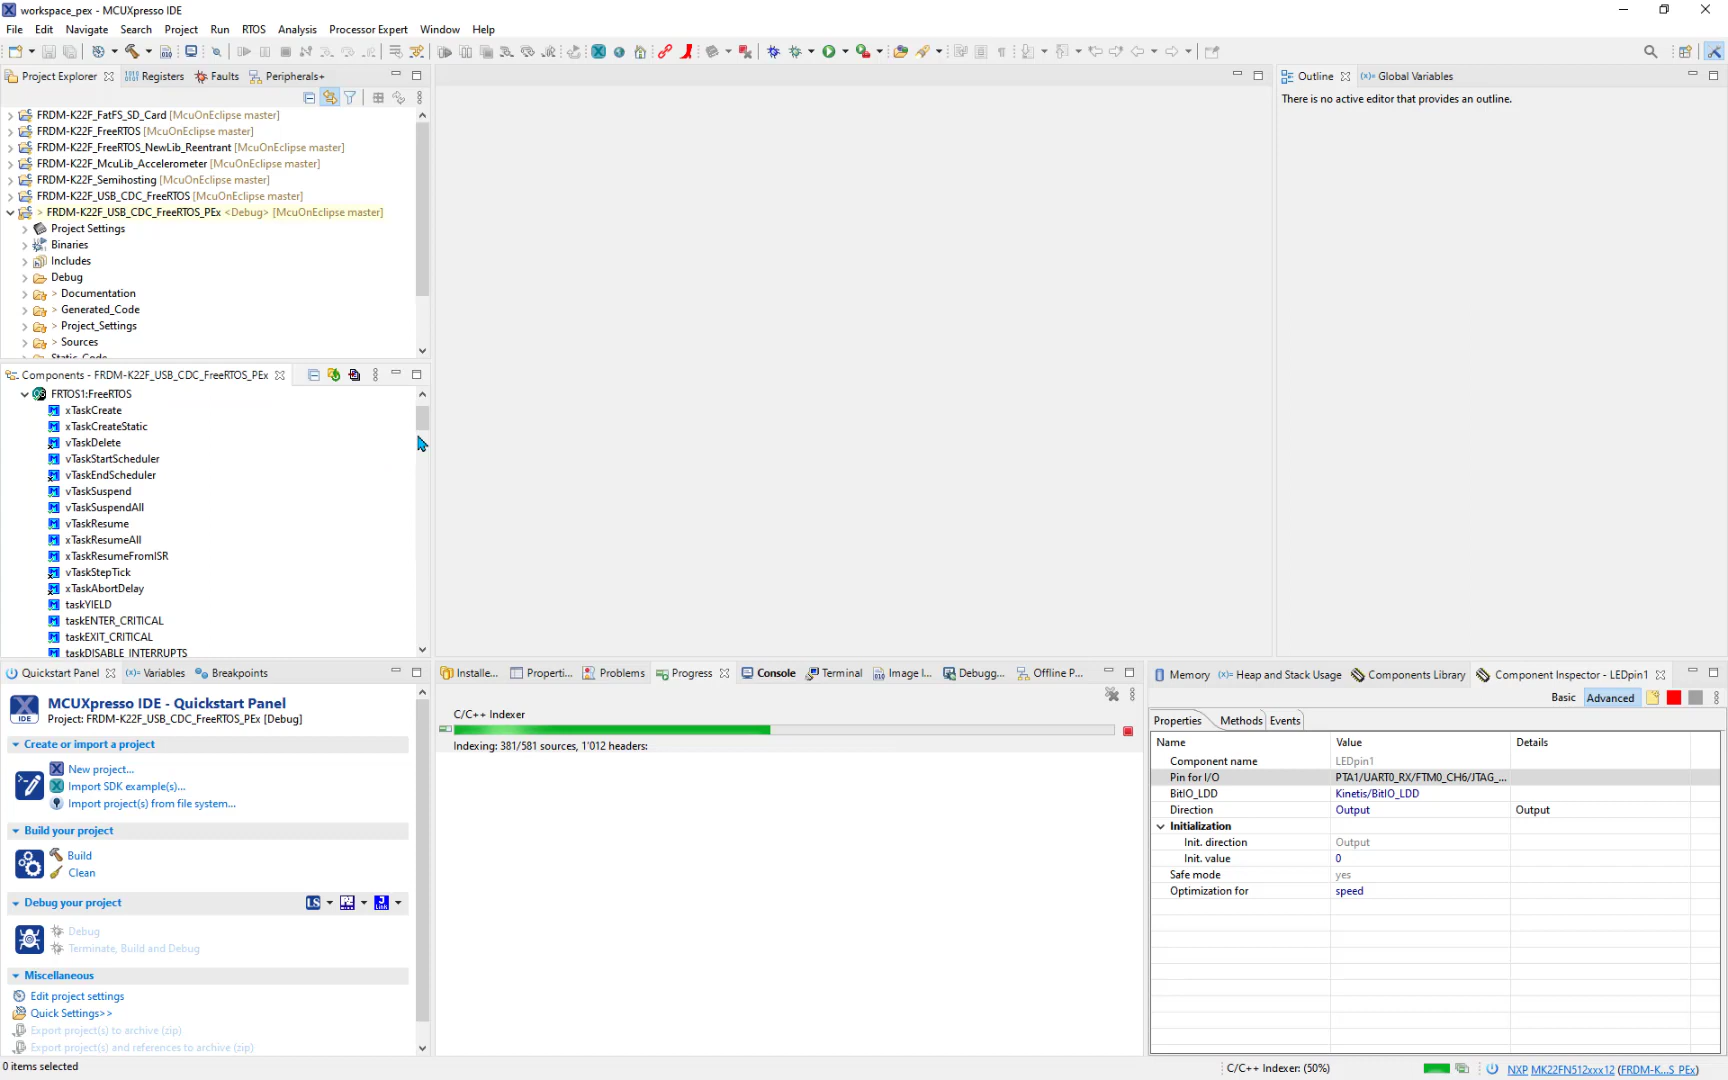 workspace_pex - MCUXpresso IDE
File Edit Navigate Search Project Run RTOS Analysis Processor Expert Window Help
Project Explorer Registers Faults Peripherals+
FRDM-K22F_FatFS_SD_Card [McuOnEclipse master]
FRDM-K22F_FreeRTOS [McuOnEclipse master]
FRDM-K22F_FreeRTOS_NewLib_Reentrant [McuOnEclipse master]
FRDM-K22F_McuLib_Accelerometer [McuOnEclipse master]
FRDM-K22F_Semihosting [McuOnEclipse master]
FRDM-K22F_USB_CDC_FreeRTOS [McuOnEclipse master]
> FRDM-K22F_USB_CDC_FreeRTOS_PEx <Debug> [McuOnEclipse master]
Project Settings
Binaries
Includes
Debug
> Documentation
> Generated_Code
> Project_Settings
> Sources
Static_Code
Components - FRDM-K22F_USB_CDC_FreeRTOS_PEx
FRTOS1:FreeRTOS
xTaskCreate
xTaskCreateStatic
vTaskDelete
vTaskStartScheduler
vTaskEndScheduler
vTaskSuspend
vTaskSuspendAll
vTaskResume
xTaskResumeAll
xTaskResumeFromISR
vTaskStepTick
xTaskAbortDelay
taskYIELD
taskENTER_CRITICAL
taskEXIT_CRITICAL
taskDISABLE_INTERRUPTS
Quickstart Panel (x)= Variables Breakpoints
MCUXpresso IDE - Quickstart Panel
Project: FRDM-K22F_USB_CDC_FreeRTOS_PEx [Debug]
Create or import a project
New project...
Import SDK example(s)...
Import project(s) from file system...
Build your project
Build
Clean
Debug your project
Debug
Terminate, Build and Debug
Miscellaneous
Edit project settings
Quick Settings>>
Export project(s) to archive (zip)
Export project(s) and references to archive (zip)
0 items selected
Installe... Properti... Problems Progress Console Terminal Image I... Debugg... Offline P...
C/C++ Indexer
Indexing: 381/581 sources, 1'012 headers:
Outline (x)= Global Variables
There is no active editor that provides an outline.
Memory (x)= Heap and Stack Usage Components Library Component Inspector - LEDpin1
Basic Advanced
Properties Methods Events
Name Value Details
Component name LEDpin1
Pin for I/O PTA1/UART0_RX/FTM0_CH6/JTAG_...
BitIO_LDD Kinetis/BitIO_LDD
Direction Output Output
Initialization
Init. direction Output
Init. value 0
Safe mode yes
Optimization for speed
C/C++ Indexer: (50%)
NXP MK22FN512xxx12 (FRDM-K...S_PEx)